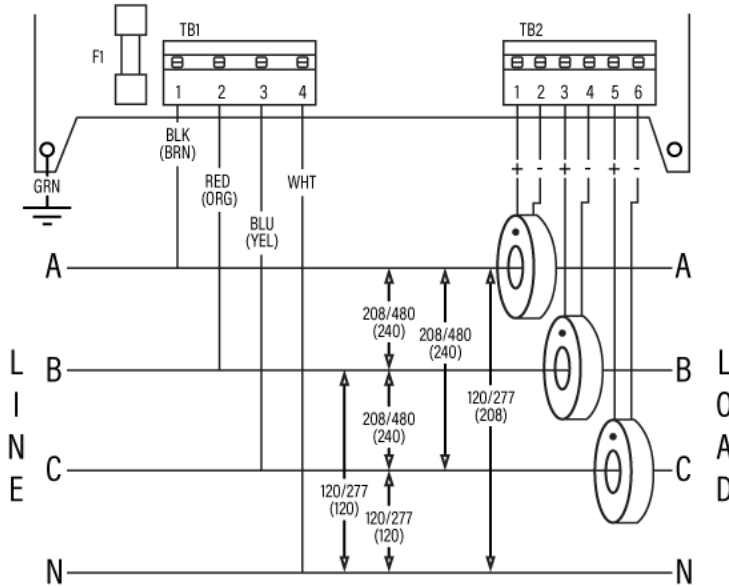 F1
TB1
TB2
1 2 3 4
1 2 3 4 5 6
BLK
(BRN)
RED
(ORG)
BLU
(YEL)
WHT
GRN
+ - + - + -
A
A
208/480
(240)
208/480
(240)
B
B
120/277
(208)
208/480
(240)
C
C
120/277
(120)
120/277
(120)
N
N
LINE
LOAD